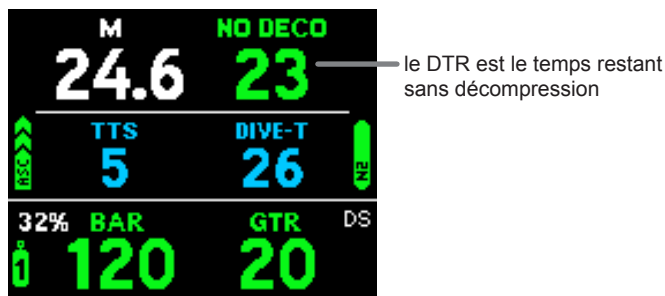 M NO DECO
24.6 23
le DTR est le temps restant
sans décompression
TTS DIVE-T
5 26
ASC N2
32% BAR GTR DS
1 120 20